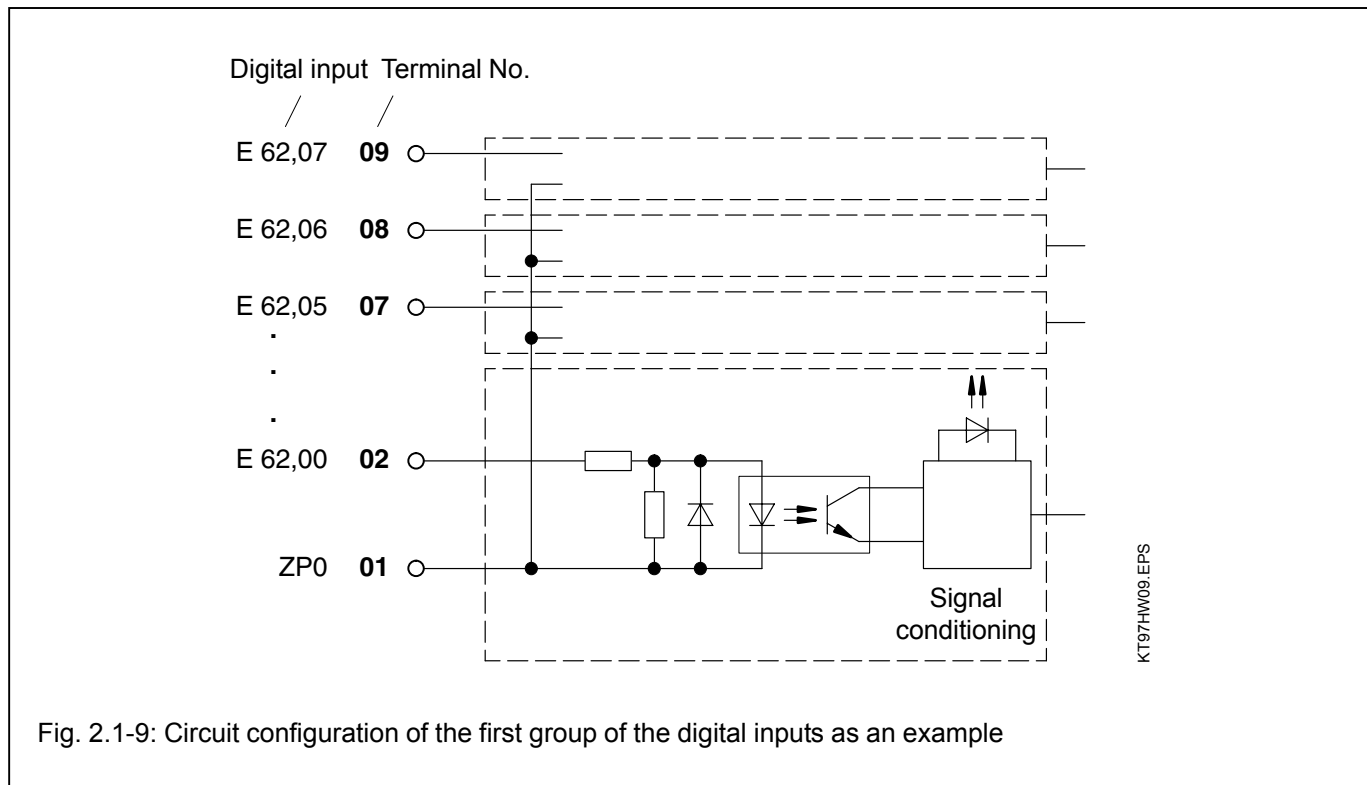 Digital input Terminal No.
E 62,07 09
E 62,06 08
E 62,05 07
.
.
.
E 62,00 02
ZP0 01
Signal
conditioning
KT97HW09.EPS
Fig. 2.1-9: Circuit configuration of the first group of the digital inputs as an example